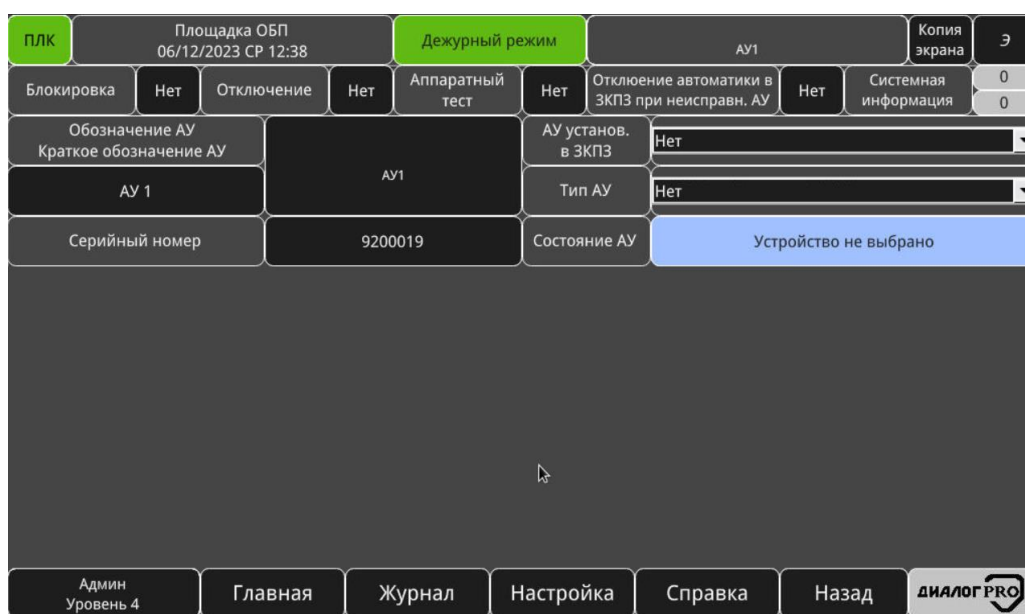 ПЛК
Площадка ОБП
06/12/2023 СР 12:38
Дежурный режим
АУ1
Копия
экрана
Э
Блокировка
Нет
Отключение
Нет
Аппаратный
тест
Нет
Отклюение автоматики в
ЗКПЗ при неисправн. АУ
Нет
Системная
информация
0
0
Обозначение АУ
Краткое обозначение АУ
АУ1
АУ установ.
в ЗКПЗ
Нет
АУ 1
Тип АУ
Нет
Серийный номер
9200019
Состояние АУ
Устройство не выбрано
Админ
Уровень 4
Главная
Журнал
Настройка
Справка
Назад
ДИАЛОГ PRO